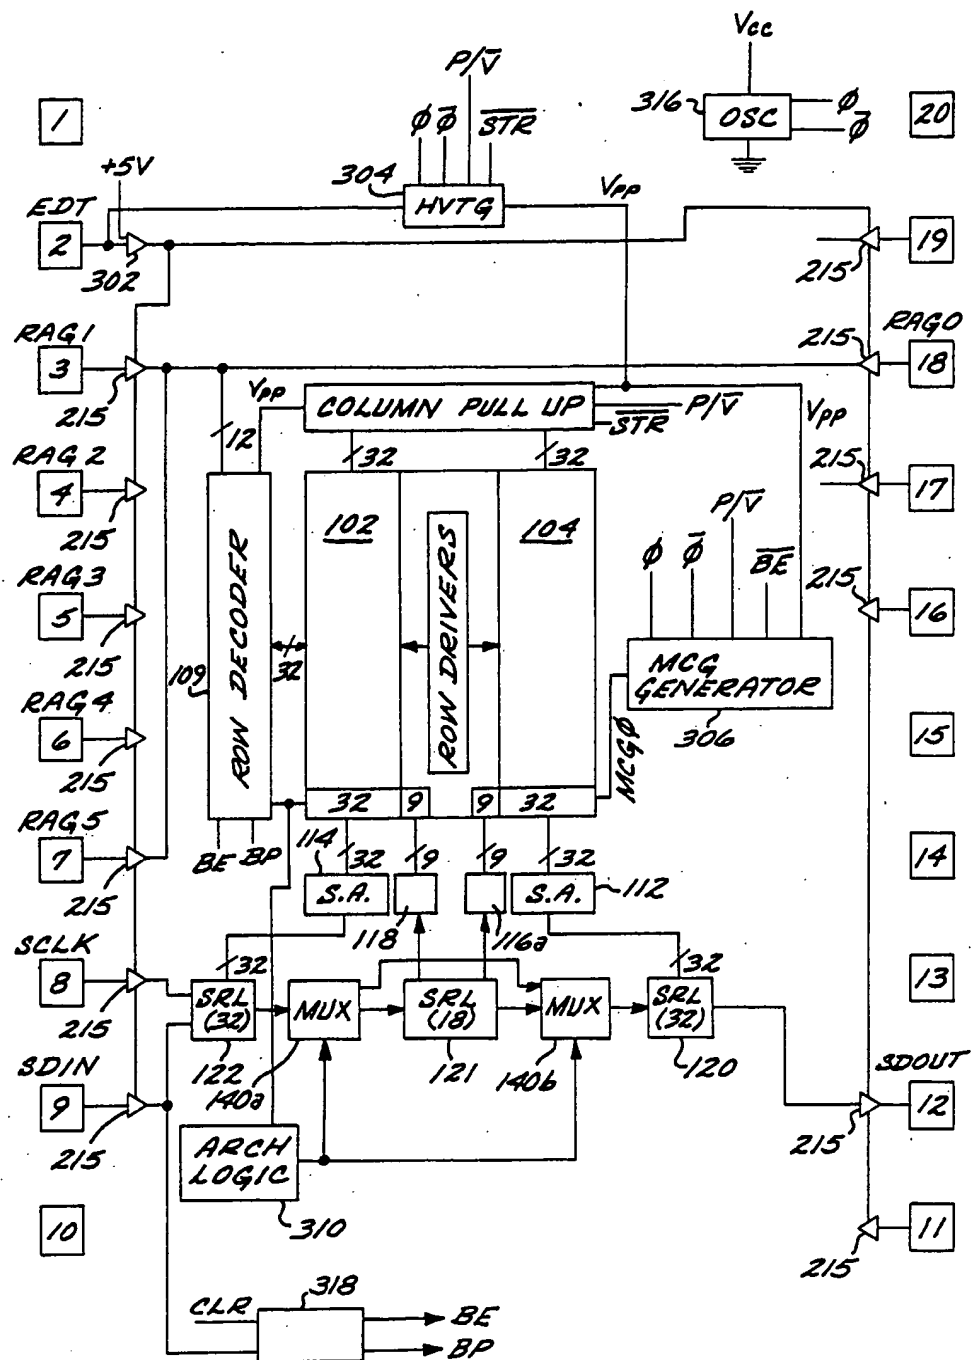 Vcc
P/V̅
316
OSC
ϕ
ϕ̅
1
20
ϕ
ϕ̅
S̅T̅R̅
+5V
304
HVTG
Vpp
EDT
2
302
19
215
RAG1
3
215
215
RAG0
18
Vpp
COLUMN PULL UP
P/V̅
S̅T̅R̅
Vpp
12
32
32
RAG2
4
215
215
17
102
ROW DRIVERS
104
P/V̅
ϕ
ϕ̅
B̅E̅
RAG3
5
215
215
16
109
ROW DECODER
32
MCG
GENERATOR
306
RAG4
6
215
15
MCGϕ
32
9
9
32
RAG5
7
215
BE
BP
114
32
9
9
32
14
S.A.
118
116a
S.A.
112
SCLK
8
215
32
32
13
SRL
(32)
MUX
SRL
(18)
MUX
SRL
(32)
122
140a
121
140b
120
SDIN
9
215
SDOUT
12
215
ARCH
LOGIC
310
10
11
215
318
CLR
BE
BP